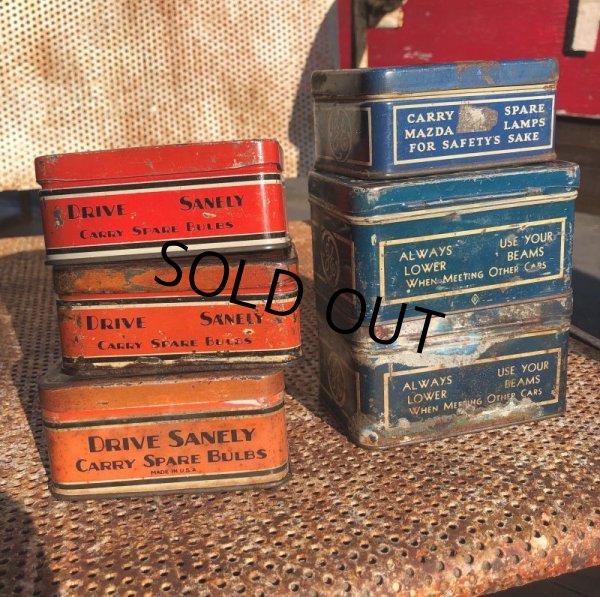 DRIVE SANELY
CARRY SPARE BULBS
DRIVE SANELY
CARRY SPARE BULBS
DRIVE SANELY
CARRY SPARE BULBS
MADE IN U.S.A.
CARRY SPARE
MAZDA LAMPS
FOR SAFETY'S SAKE
ALWAYS USE YOUR
LOWER BEAMS
WHEN MEETING OTHER CARS
ALWAYS USE YOUR
LOWER BEAMS
WHEN MEETING OTHER CARS
SOLD OUT